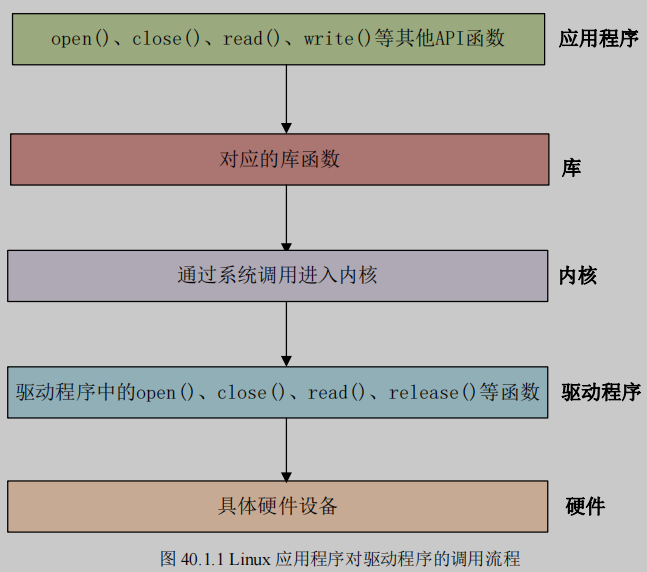 open()、close()、read()、write()等其他API函数 应用程序
对应的库函数 库
通过系统调用进入内核 内核
驱动程序中的open()、close()、read()、release()等函数 驱动程序
具体硬件设备 硬件
图 40.1.1 Linux 应用程序对驱动程序的调用流程